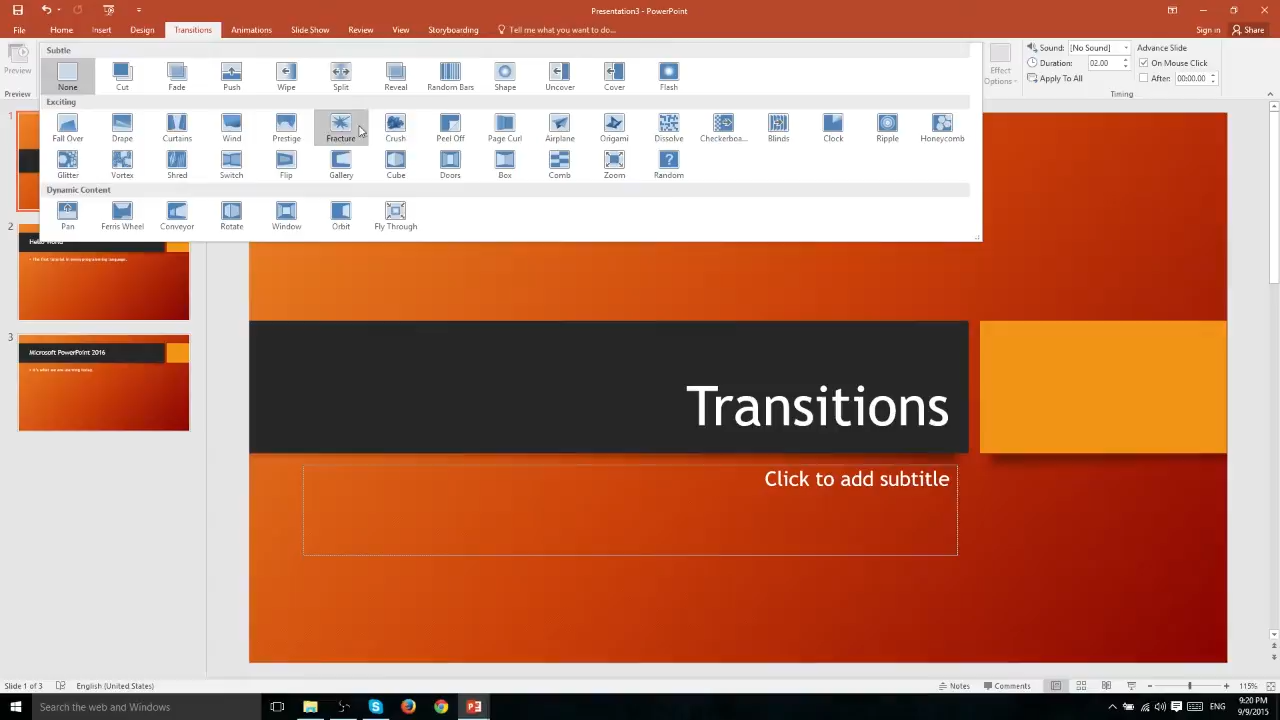 Presentation3 - PowerPoint
File Home Insert Design Transitions Animations Slide Show Review View Storyboarding Tell me what you want to do... Sign in Share
Preview
Preview
Subtle
None Cut Fade Push Wipe Split Reveal Random Bars Shape Uncover Cover Flash
Exciting
Fall Over Drape Curtains Wind Prestige Fracture Crush Peel Off Page Curl Airplane Origami Dissolve Checkerboa... Blinds Clock Ripple Honeycomb
Glitter Vortex Shred Switch Flip Gallery Cube Doors Box Comb Zoom Random
Dynamic Content
Pan Ferris Wheel Conveyor Rotate Window Orbit Fly Through
Effect
Options
Sound: [No Sound] Advance Slide
Duration: 02.00 On Mouse Click
Apply To All After: 00:00.00
Timing
1
2
Hello World
3
Microsoft PowerPoint 2016
Transitions
Click to add subtitle
Slide 1 of 3 English (United States) Notes Comments 115%
Search the web and Windows
ENG
9:20 PM
9/9/2015